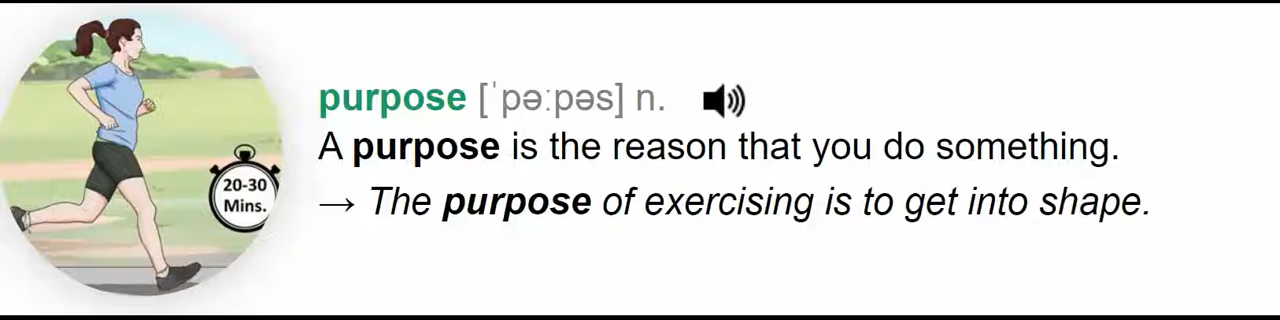 20-30
Mins.
purpose [ˈpəːpəs] n.
A purpose is the reason that you do something.
→ The purpose of exercising is to get into shape.